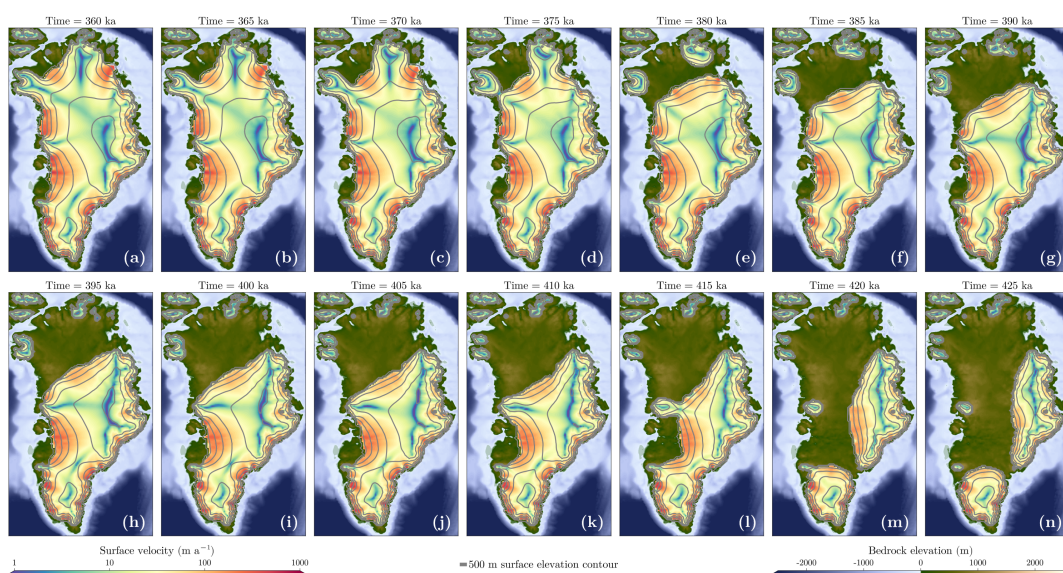 Time = 360 ka
Time = 365 ka
Time = 370 ka
Time = 375 ka
Time = 380 ka
Time = 385 ka
Time = 390 ka
(a)
(b)
(c)
(d)
(e)
(f)
(g)
Time = 395 ka
Time = 400 ka
Time = 405 ka
Time = 410 ka
Time = 415 ka
Time = 420 ka
Time = 425 ka
(h)
(i)
(j)
(k)
(l)
(m)
(n)
Surface velocity (m a⁻¹)
1 10 100 1000
500 m surface elevation contour
Bedrock elevation (m)
-2000 -1000 0 1000 2000